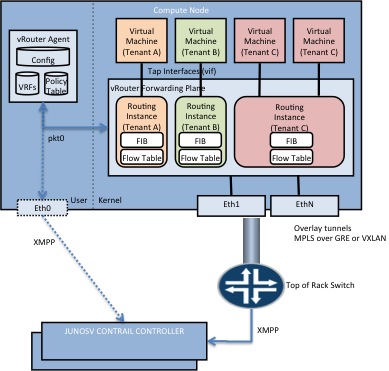 Compute Node
vRouter Agent
Config
VRFs
Policy
Table
pkt0
Virtual
Machine
(Tenant A)
Virtual
Machine
(Tenant B)
Virtual
Machine
(Tenant C)
Virtual
Machine
(Tenant C)
Tap Interfaces (vif)
vRouter Forwarding Plane
Routing
Instance
(Tenant A)
FIB
Flow Table
Routing
Instance
(Tenant B)
FIB
Flow Table
Routing
Instance
(Tenant C)
FIB
Flow Table
User
Kernel
Eth0
Eth1
EthN
XMPP
Overlay tunnels
MPLS over GRE or VXLAN
Top of Rack Switch
XMPP
JUNOSV CONTRAIL CONTROLLER